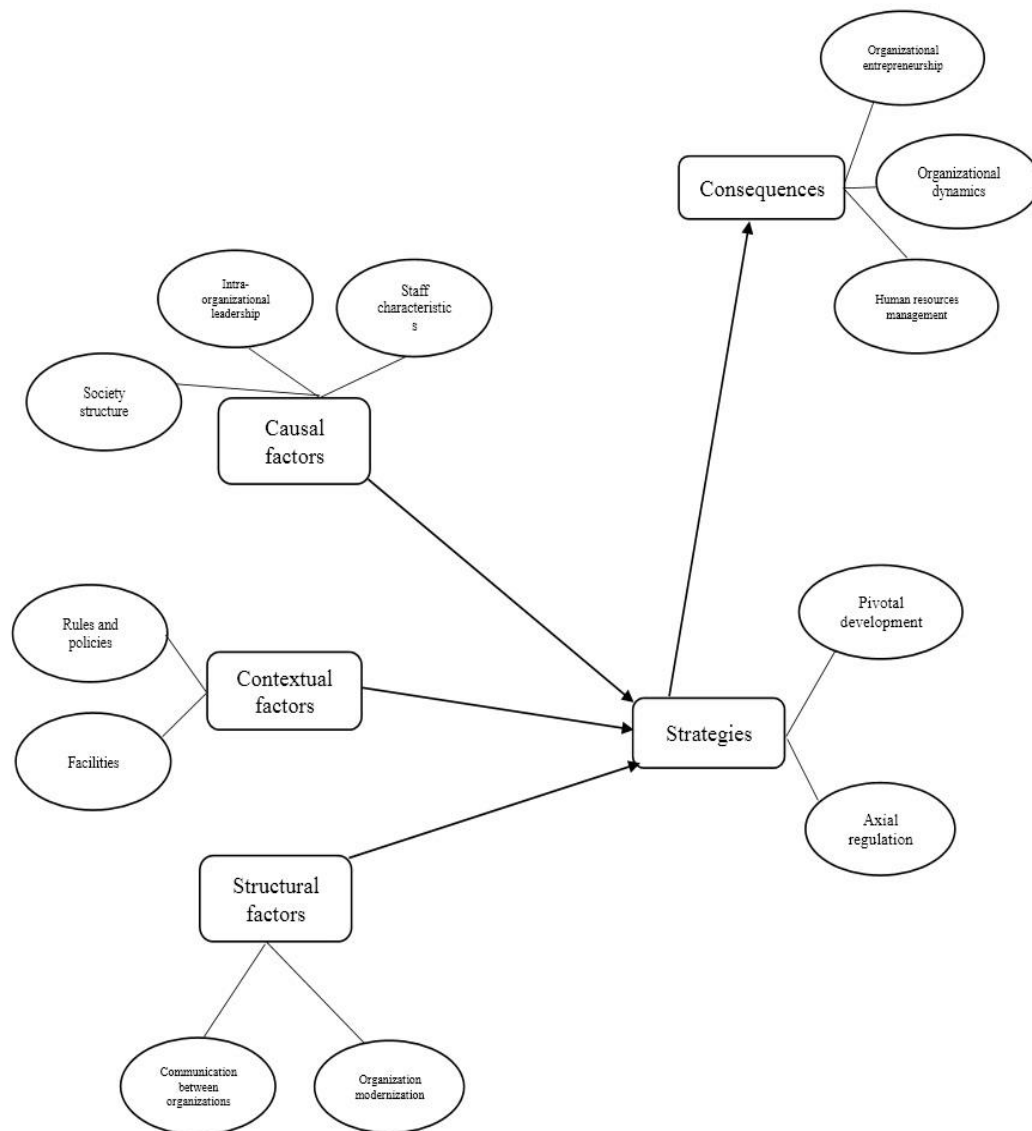 Organizational
entrepreneurship
Consequences
Organizational
dynamics
Human resources
management
Intra-
organizational
leadership
Staff
characteristic
s
Society
structure
Causal
factors
Rules and
policies
Contextual
factors
Facilities
Pivotal
development
Strategies
Axial
regulation
Structural
factors
Communication
between
organizations
Organization
modernization